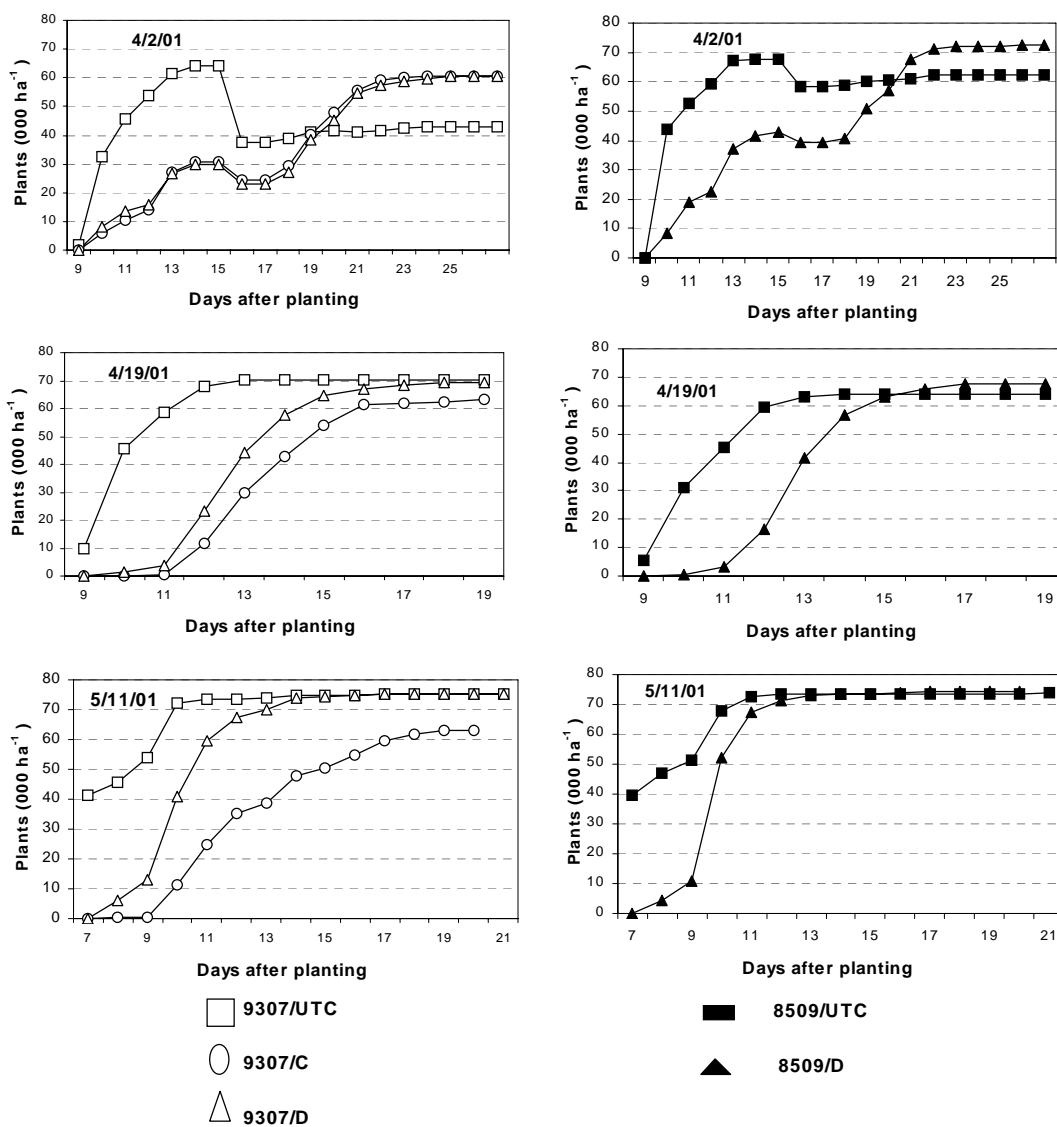 4/2/01
Plants (000 ha-1)
80
70
60
50
40
30
20
10
0
9 11 13 15 17 19 21 23 25
Days after planting
4/2/01
Plants (000 ha-1)
80
70
60
50
40
30
20
10
0
9 11 13 15 17 19 21 23 25
Days after planting
4/19/01
Plants (000 ha-1)
80
70
60
50
40
30
20
10
0
9 11 13 15 17 19
Days after planting
4/19/01
Plants (000 ha-1)
80
70
60
50
40
30
20
10
0
9 11 13 15 17 19
Days after planting
5/11/01
Plants (000 ha-1)
80
70
60
50
40
30
20
10
0
7 9 11 13 15 17 19 21
Days after planting
5/11/01
Plants (000 ha-1)
80
70
60
50
40
30
20
10
0
7 9 11 13 15 17 19 21
Days after planting
9307/UTC
9307/C
9307/D
8509/UTC
8509/D